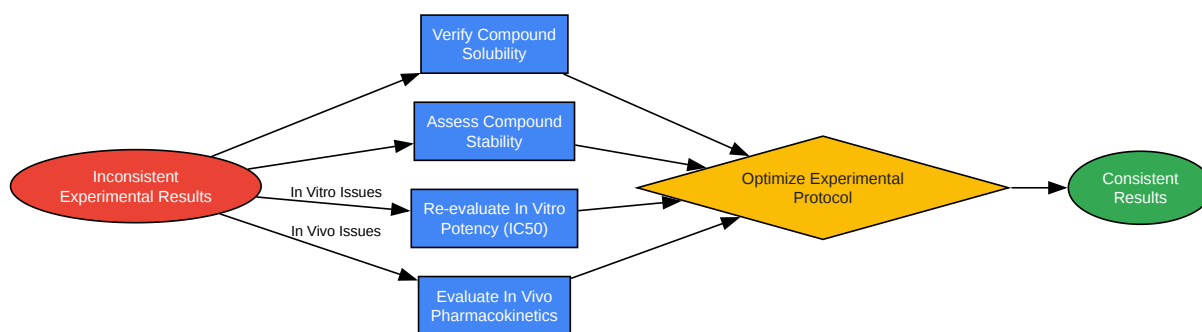 Verify Compound
Solubility
Assess Compound
Stability
Inconsistent
Experimental Results
In Vitro Issues
In Vivo Issues
Re-evaluate In Vitro
Potency (IC50)
Evaluate In Vivo
Pharmacokinetics
Optimize Experimental
Protocol
Consistent
Results